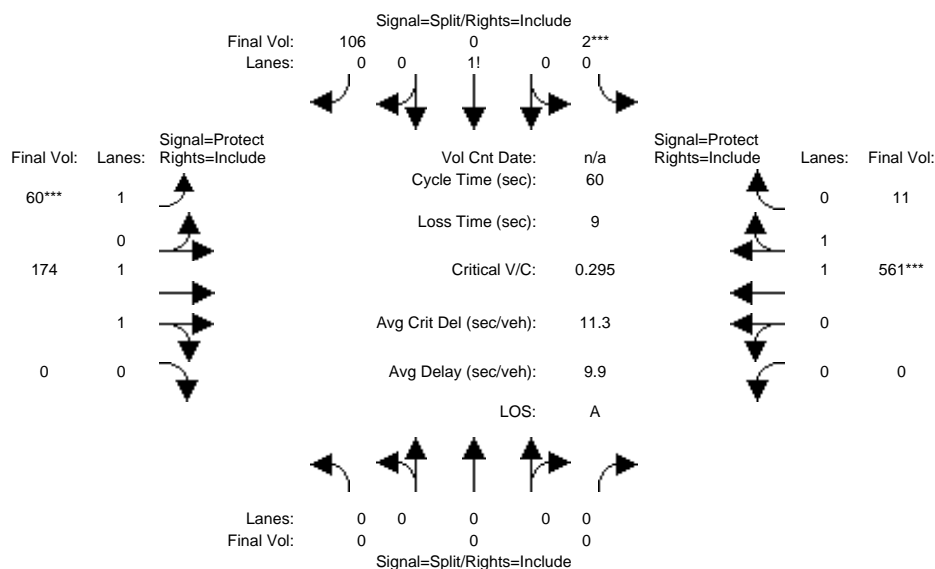 Signal=Split/Rights=Include
Final Vol: 106 0 2***
Lanes: 0 0 1! 0 0
Signal=Protect
Final Vol: Lanes: Rights=Include
Vol Cnt Date: n/a
Signal=Protect
Rights=Include Lanes: Final Vol:
Cycle Time (sec): 60
60*** 1
0 11
Loss Time (sec): 9
0
1
174 1
Critical V/C: 0.295
1 561***
1
Avg Crit Del (sec/veh): 11.3
0
0 0
Avg Delay (sec/veh): 9.9
0 0
LOS: A
Lanes: 0 0 0 0 0
Final Vol: 0 0 0
Signal=Split/Rights=Include